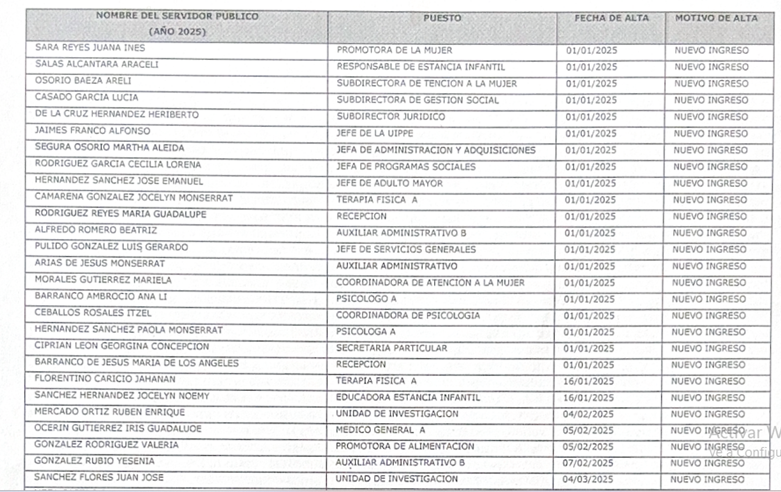 NOMBRE DEL SERVIDOR PUBLICO (AÑO 2025) PUESTO FECHA DE ALTA MOTIVO DE ALTA
SARA REYES JUANA INES PROMOTORA DE LA MUJER 01/01/2025 NUEVO INGRESO
SALAS ALCANTARA ARACELI RESPONSABLE DE ESTANCIA INFANTIL 01/01/2025 NUEVO INGRESO
OSORIO BAEZA ARELI SUBDIRECTORA DE TENCION A LA MUJER 01/01/2025 NUEVO INGRESO
CASADO GARCIA LUCIA SUBDIRECTORA DE GESTION SOCIAL 01/01/2025 NUEVO INGRESO
DE LA CRUZ HERNANDEZ HERIBERTO SUBDIRECTOR JURIDICO 01/01/2025 NUEVO INGRESO
JAIMES FRANCO ALFONSO JEFE DE LA UIPPE 01/01/2025 NUEVO INGRESO
SEGURA OSORIO MARTHA ALEIDA JEFA DE ADMINISTRACION Y ADQUISICIONES 01/01/2025 NUEVO INGRESO
RODRIGUEZ GARCIA CECILIA LORENA JEFA DE PROGRAMAS SOCIALES 01/01/2025 NUEVO INGRESO
HERNANDEZ SANCHEZ JOSE EMANUEL JEFE DE ADULTO MAYOR 01/01/2025 NUEVO INGRESO
CAMARENA GONZALEZ JOCELYN MONSERRAT TERAPIA FISICA A 01/01/2025 NUEVO INGRESO
RODRIGUEZ REYES MARIA GUADALUPE RECEPCION 01/01/2025 NUEVO INGRESO
ALFREDO ROMERO BEATRIZ AUXILIAR ADMINISTRATIVO B 01/01/2025 NUEVO INGRESO
PULIDO GONZALEZ LUIS GERARDO JEFE DE SERVICIOS GENERALES 01/01/2025 NUEVO INGRESO
ARIAS DE JESUS MONSERRAT AUXILIAR ADMINISTRATIVO 01/01/2025 NUEVO INGRESO
MORALES GUTIERREZ MARIELA COORDINADORA DE ATENCION A LA MUJER 01/01/2025 NUEVO INGRESO
BARRANCO AMBROCIO ANA LI PSICOLOGO A 01/01/2025 NUEVO INGRESO
CEBALLOS ROSALES ITZEL COORDINADORA DE PSICOLOGIA 01/01/2025 NUEVO INGRESO
HERNANDEZ SANCHEZ PAOLA MONSERRAT PSICOLOGA A 01/01/2025 NUEVO INGRESO
CIPRIAN LEON GEORGINA CONCEPCION SECRETARIA PARTICULAR 01/01/2025 NUEVO INGRESO
BARRANCO DE JESUS MARIA DE LOS ANGELES RECEPCION 01/01/2025 NUEVO INGRESO
FLORENTINO CARICIO JAHANAN TERAPIA FISICA A 16/01/2025 NUEVO INGRESO
SANCHEZ HERNANDEZ JOCELYN NOEMY EDUCADORA ESTANCIA INFANTIL 16/01/2025 NUEVO INGRESO
MERCADO ORTIZ RUBEN ENRIQUE UNIDAD DE INVESTIGACION 04/02/2025 NUEVO INGRESO
OCERIN GUTIERREZ IRIS GUADALUOE MEDICO GENERAL A 05/02/2025 NUEVO INGRESO
GONZALEZ RODRIGUEZ VALERIA PROMOTORA DE ALIMENTACION 05/02/2025 NUEVO INGRESO
GONZALEZ RUBIO YESENIA AUXILIAR ADMINISTRATIVO B 07/02/2025 NUEVO INGRESO
SANCHEZ FLORES JUAN JOSE UNIDAD DE INVESTIGACION 04/03/2025 NUEVO INGRESO
Activar W
Ve a Configu